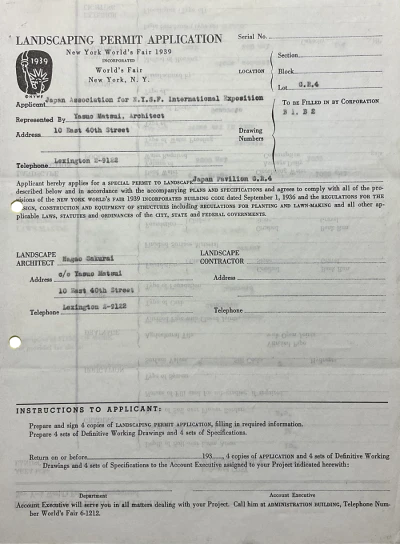 LANDSCAPING PERMIT APPLICATION
New York World's Fair 1939
INCORPORATED
World's Fair
New York, N. Y.
Serial No.
1939
NYWF
LOCATION
Section
Block
Lot G.R.4
Applicant Japan Association for N.Y.S.F. International Exposition
Represented By Yasuo Matsui, Architect
Address 10 East 40th Street
Telephone Lexington 2-9122
Drawing
Numbers
TO BE FILLED IN BY CORPORATION
B 1, B 2
Applicant hereby applies for a SPECIAL PERMIT TO LANDSCAPE Japan Pavilion G.R.4
described below and in accordance with the accompanying PLANS AND SPECIFICATIONS and agrees to comply with all of the pro-
visions of the NEW YORK WORLD'S FAIR 1939 INCORPORATED BUILDING CODE dated September 1, 1936 and the REGULATIONS FOR THE
SIGN, CONSTRUCTION AND EQUIPMENT OF STRUCTURES including REGULATIONS FOR PLANTING AND LAWN-MAKING and all other ap-
plicable LAWS, STATUTES and ORDINANCES of the CITY, STATE and FEDERAL GOVERNMENTS.
LANDSCAPE
ARCHITECT Nagao Sakurai
Address c/o Yasuo Matsui
10 East 40th Street
Telephone Lexington 2-9122
LANDSCAPE
CONTRACTOR
Address
Telephone
INSTRUCTIONS TO APPLICANT:
Prepare and sign 4 copies of LANDSCAPING PERMIT APPLICATION, filling in required information.
Prepare 4 sets of Definitive Working Drawings and 4 sets of Specifications.
Return on or before 193 , 4 copies of APPLICATION and 4 sets of Definitive Working
Drawings and 4 sets of Specifications to the Account Executive assigned to your Project indicated herewith:
Department
Account Executive
Account Executive will serve you in all matters dealing with your Project. Call him at ADMINISTRATION BUILDING, Telephone Num-
ber World's Fair 6-1212.